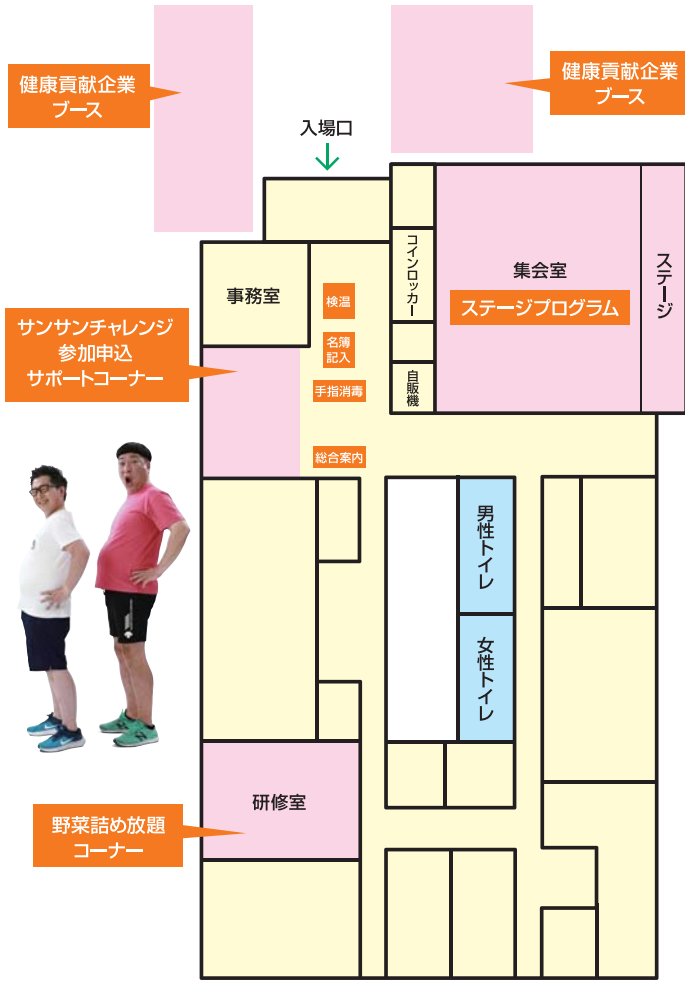 健康貢献企業
ブース
健康貢献企業
ブース
入場口
コインロッカー
集会室
ステージプログラム
ステージ
事務室
検温
サンサンチャレンジ
参加申込
サポートコーナー
名簿
記入
手指消毒
自販機
総合案内
男性トイレ
女性トイレ
研修室
野菜詰め放題
コーナー